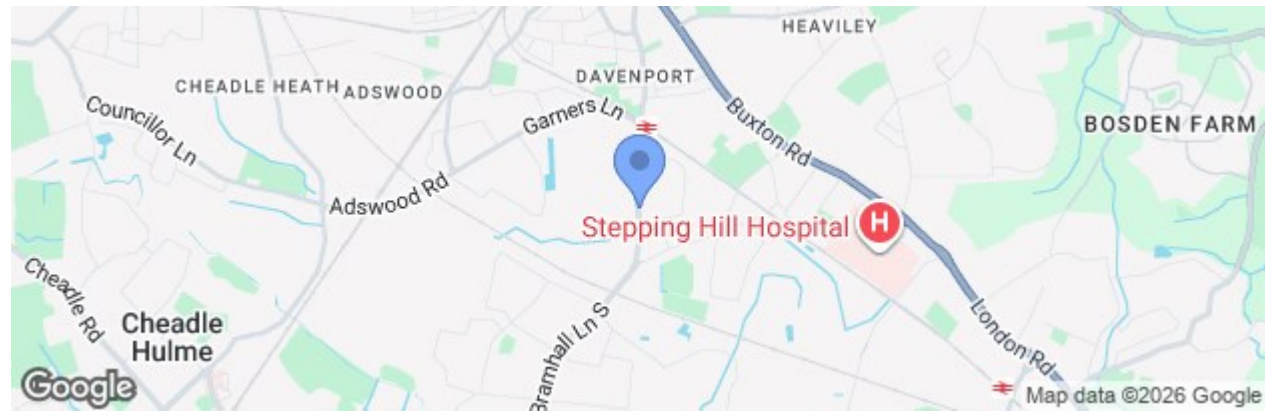 HEAVILEY
DAVENPORT
CHEADLE HEATH
ADSWOOD
Councillor Ln
Garners Ln
Buxton Rd
BOSDEN FARM
Adswood Rd
Stepping Hill Hospital
H
Cheadle Rd
Cheadle
Hulme
Bramhall Ln S
London Rd
Google
Map data ©2026 Google